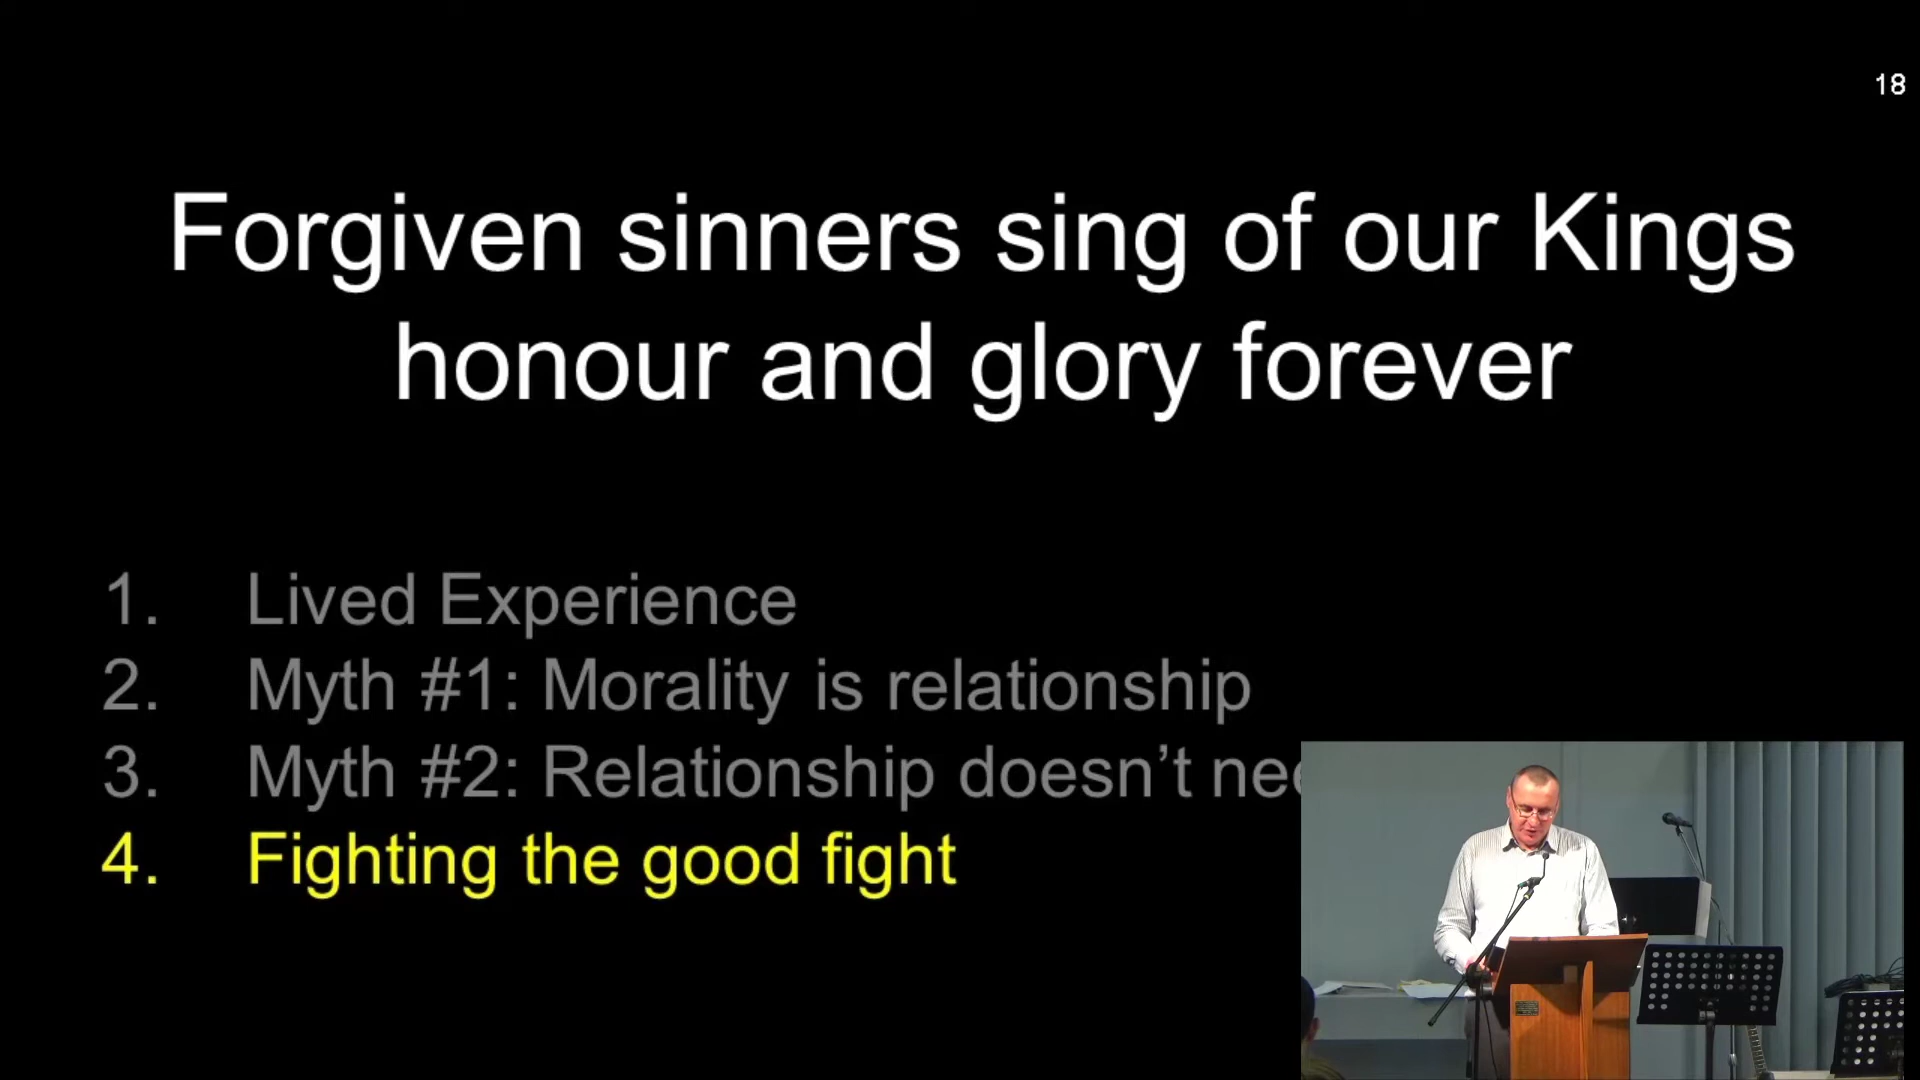 18
Forgiven sinners sing of our Kings
honour and glory forever
1. Lived Experience
2. Myth #1: Morality is relationship
3. Myth #2: Relationship doesn’t
4. Fighting the good fight